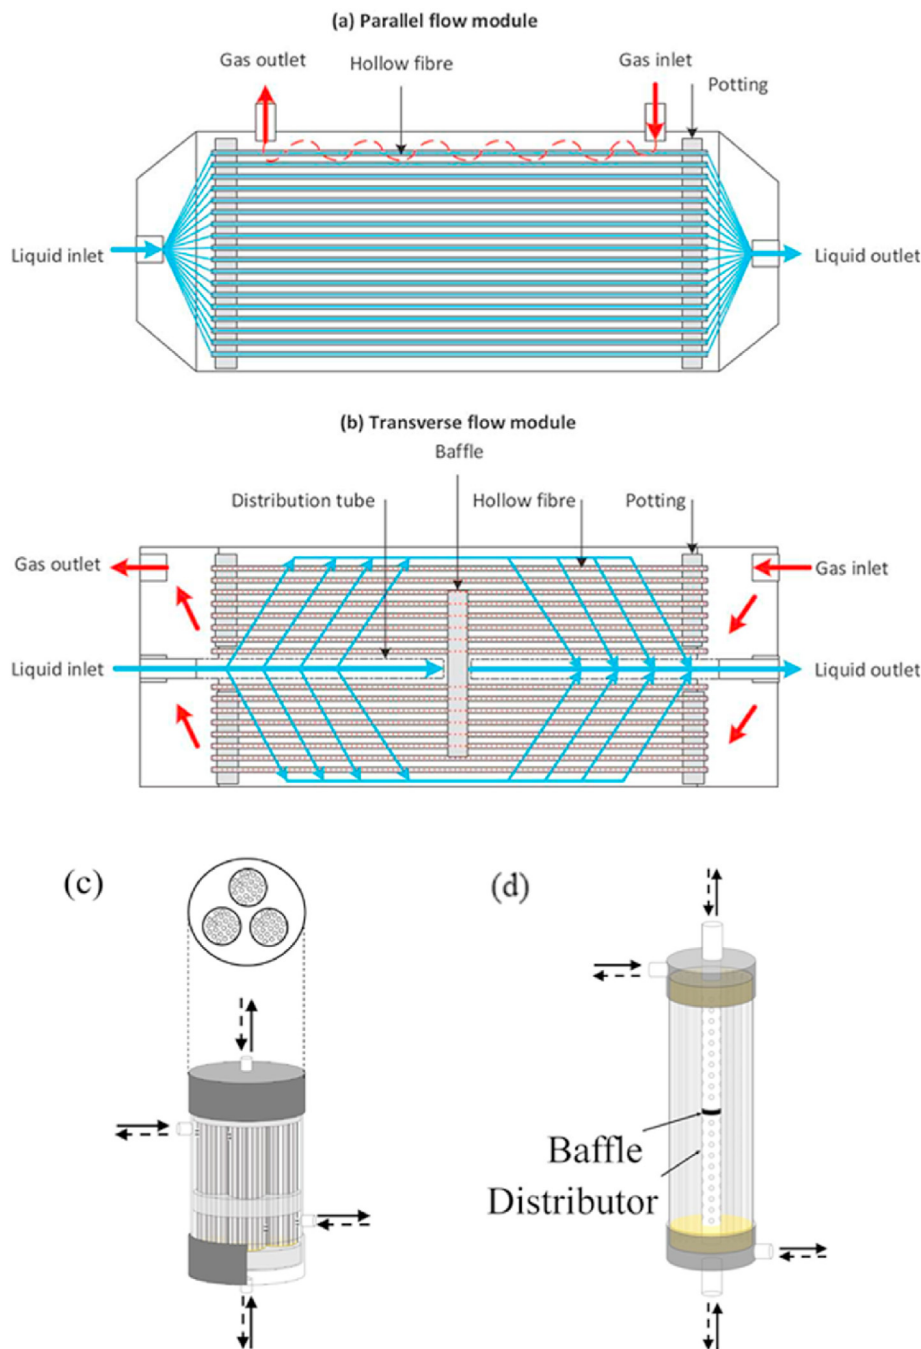 (a) Parallel flow module
Gas outlet
Hollow fibre
Gas inlet
Potting
Liquid inlet
Liquid outlet
(b) Transverse flow module
Baffle
Distribution tube
Hollow fibre
Potting
Gas outlet
Gas inlet
Liquid inlet
Liquid outlet
(c)
(d)
Baffle
Distributor